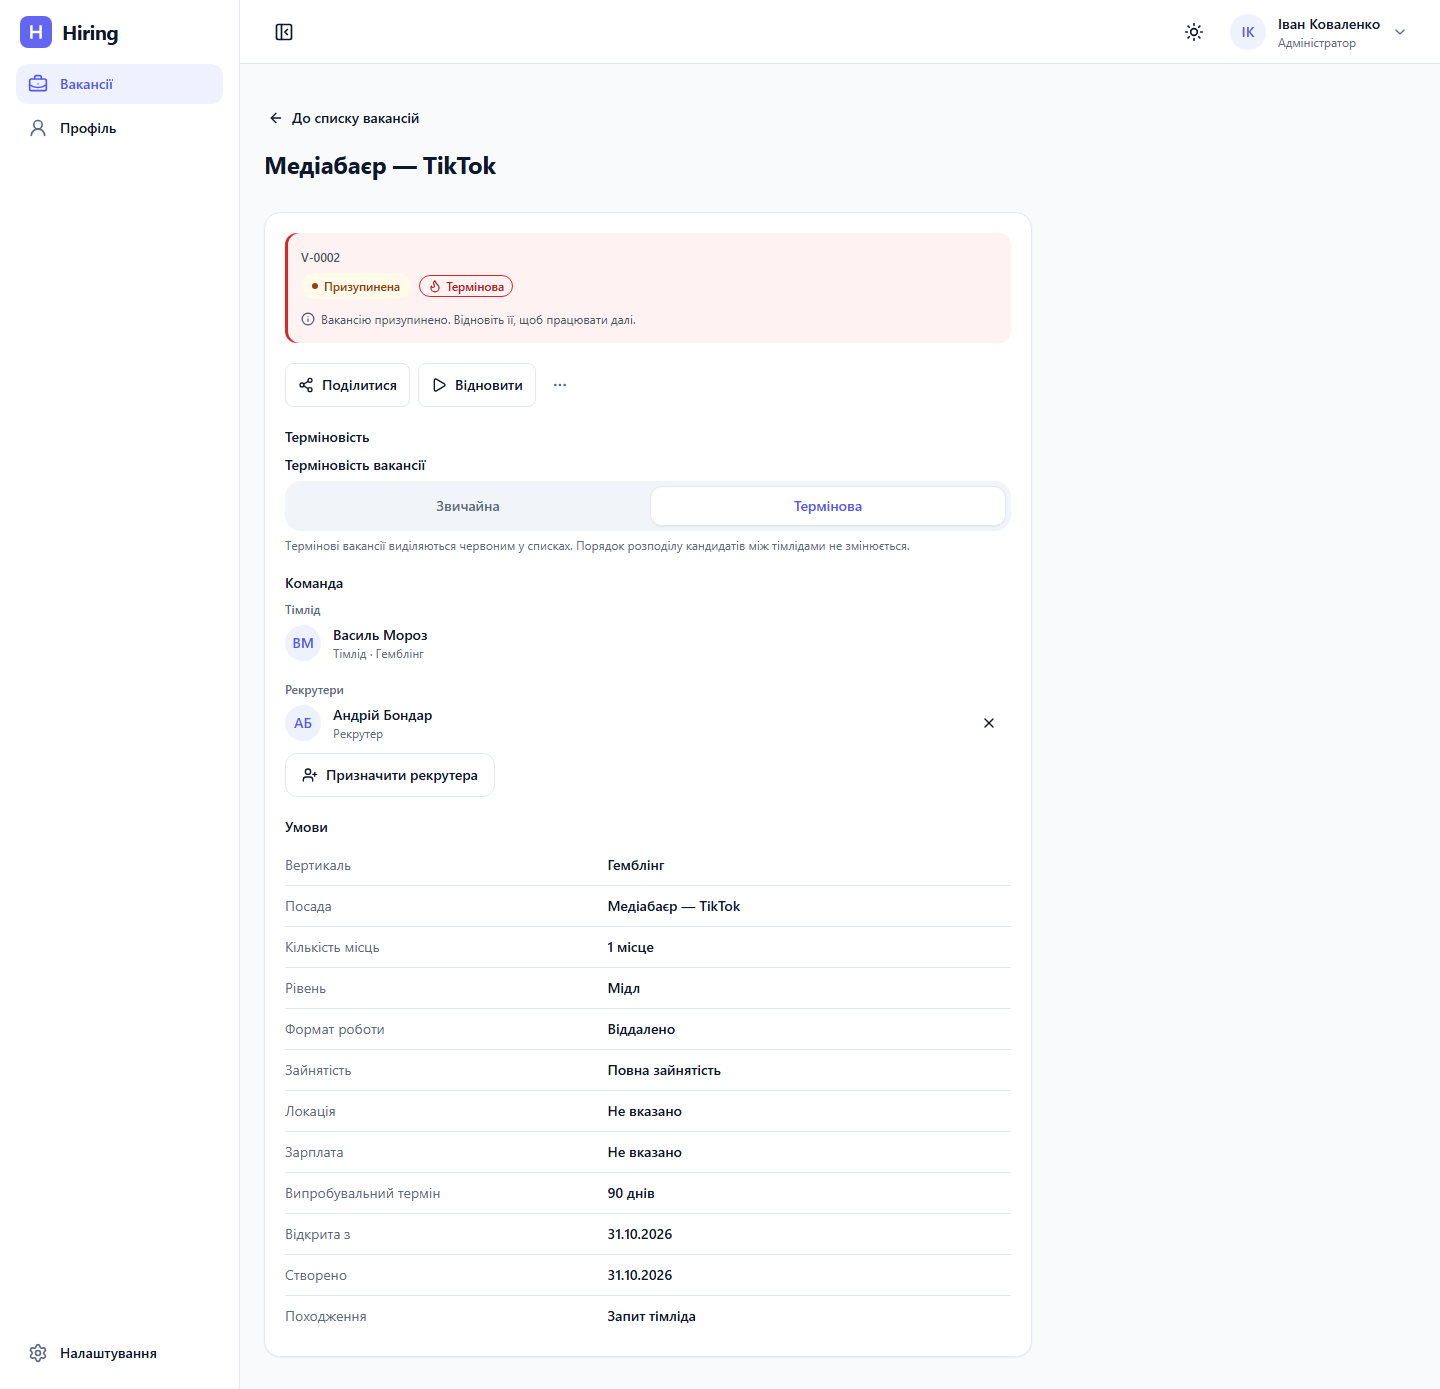 H Hiring
Вакансії
Профіль
Налаштування
ІК
Іван Коваленко
Адміністратор
До списку вакансій
Медіабаєр — TikTok
V-0002
Призупинена
Термінова
Вакансію призупинено. Відновіть її, щоб працювати далі.
Поділитися
Відновити
Терміновість
Терміновість вакансії
Звичайна
Термінова
Термінові вакансії виділяються червоним у списках. Порядок розподілу кандидатів між тімлідами не змінюється.
Команда
Тімлід
ВМ
Василь Мороз
Тімлід · Гемблінг
Рекрутери
АБ
Андрій Бондар
Рекрутер
Призначити рекрутера
Умови
Вертикаль Гемблінг
Посада Медіабаєр — TikTok
Кількість місць 1 місце
Рівень Мідл
Формат роботи Віддалено
Зайнятість Повна зайнятість
Локація Не вказано
Зарплата Не вказано
Випробувальний термін 90 днів
Відкрита з 31.10.2026
Створено 31.10.2026
Походження Запит тімліда